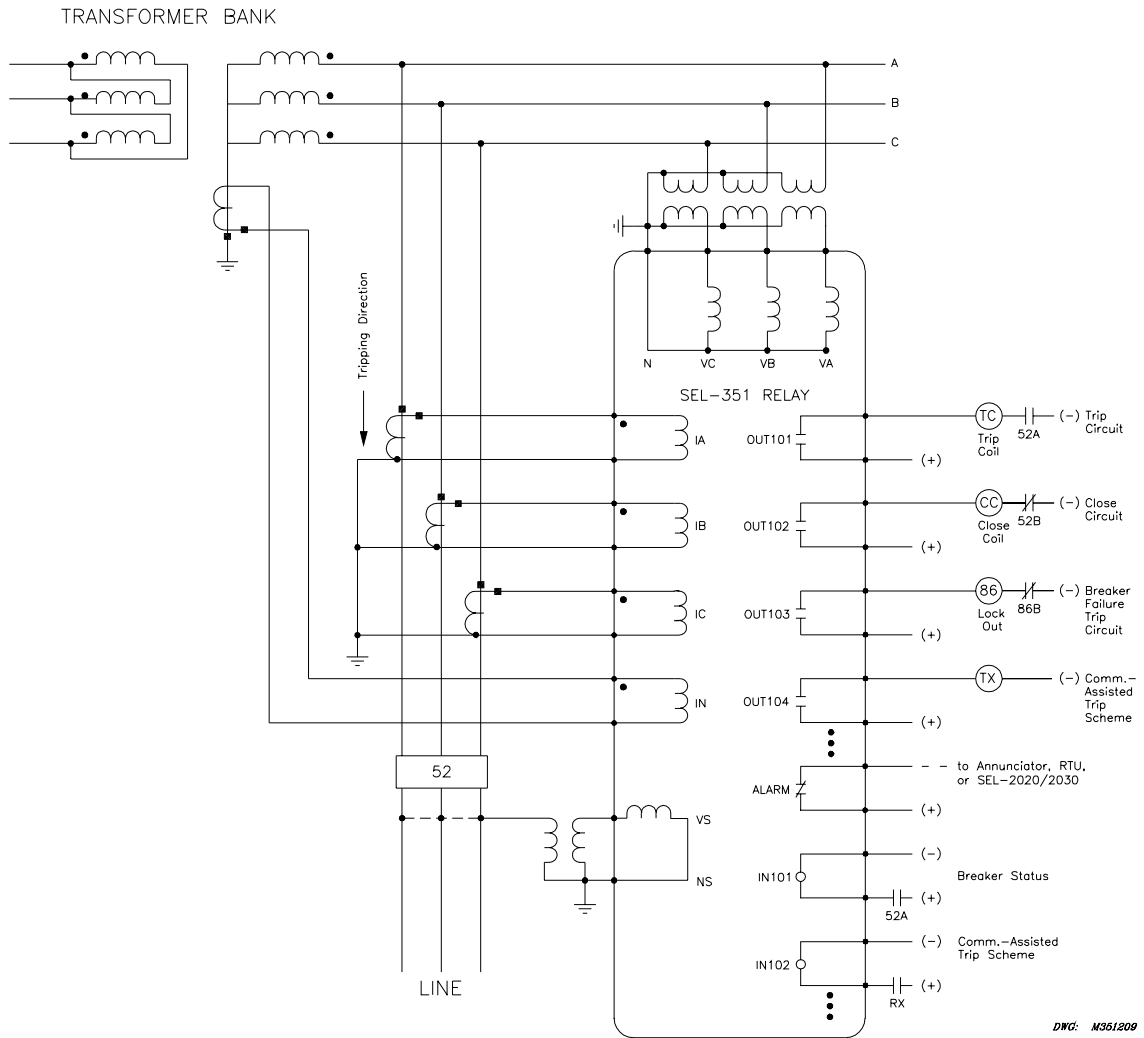 TRANSFORMER BANK
A
B
C
Tripping Direction
N
VC
VB
VA
SEL-351 RELAY
IA
OUT101
(+)
TC
Trip
Coil
52A
(-) Trip
Circuit
IB
OUT102
(+)
CC
Close
Coil
52B
(-) Close
Circuit
IC
OUT103
(+)
86
Lock
Out
86B
(-) Breaker
Failure
Trip
Circuit
IN
OUT104
(+)
TX
(-) Comm.-
Assisted
Trip
Scheme
52
ALARM
- - to Annunciator, RTU,
or SEL-2020/2030
(+)
VS
NS
IN101
(-)
Breaker Status
52A
(+)
IN102
(-) Comm.-Assisted
Trip Scheme
RX
(+)
LINE
DWG: M351209